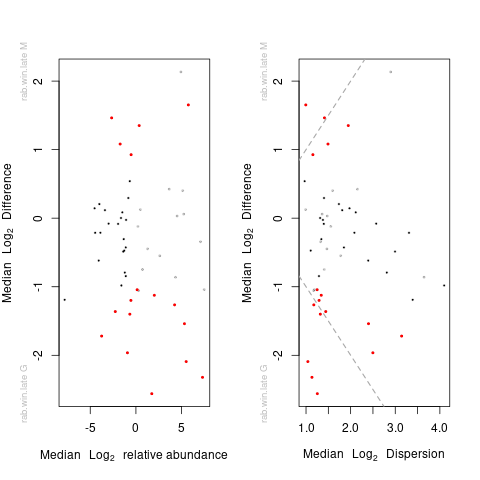 rab.win.late M
rab.win.late G
Median Log2 Difference
2
1
0
-1
-2
-5 0 5
Median Log2 relative abundance
rab.win.late M
rab.win.late G
Median Log2 Difference
2
1
0
-1
-2
1.0 2.0 3.0 4.0
Median Log2 Dispersion